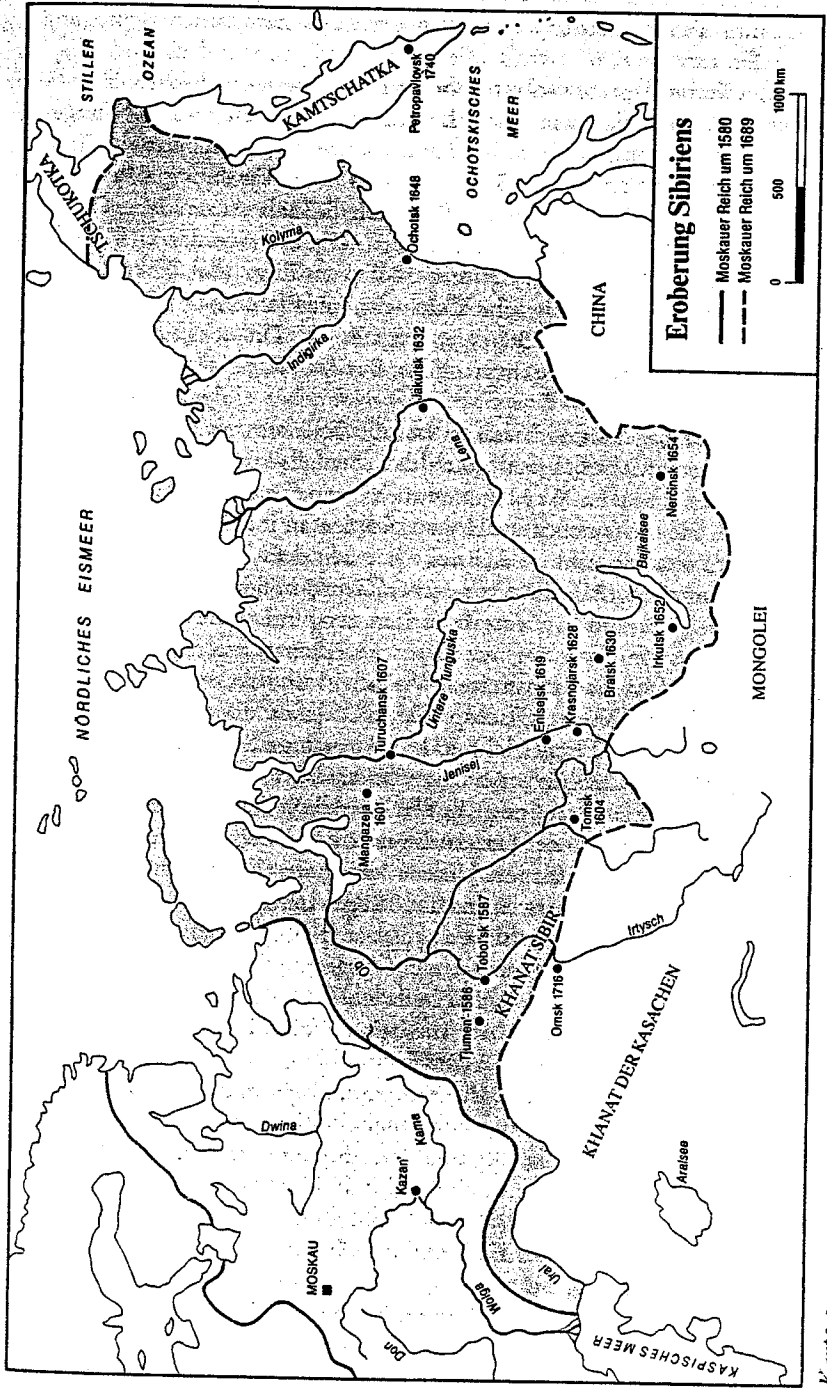 STILLER
OZEAN
TSCHUKOTKA
KAMTSCHATKA
Petropavlovsk
1740
OCHOTSKISCHES
MEER
NÖRDLICHES EISMEER
Kolyma
Indigirka
Ochotsk 1648
Jakutsk 1632
Lena
Turuchansk 1607
Untere Tunguska
Mangazeja
1601
Jenisej
Enisejsk 1619
Krasnojarsk 1628
Bratsk 1630
Irkutsk 1652
Bajkalsee
Nerčinsk 1654
CHINA
MONGOLEI
Ob'
Tjumen' 1586
Tobol'sk 1587
Tomsk
1604
KHANAT SIBIR
Omsk 1716
Irtysch
KHANAT DER KASACHEN
Aralsee
Dwina
Kama
Kazan'
MOSKAU
Wolga
Don
Ural
KASPISCHES MEER
Eroberung Sibiriens
Moskauer Reich um 1580
Moskauer Reich um 1689
0 500 1000 km